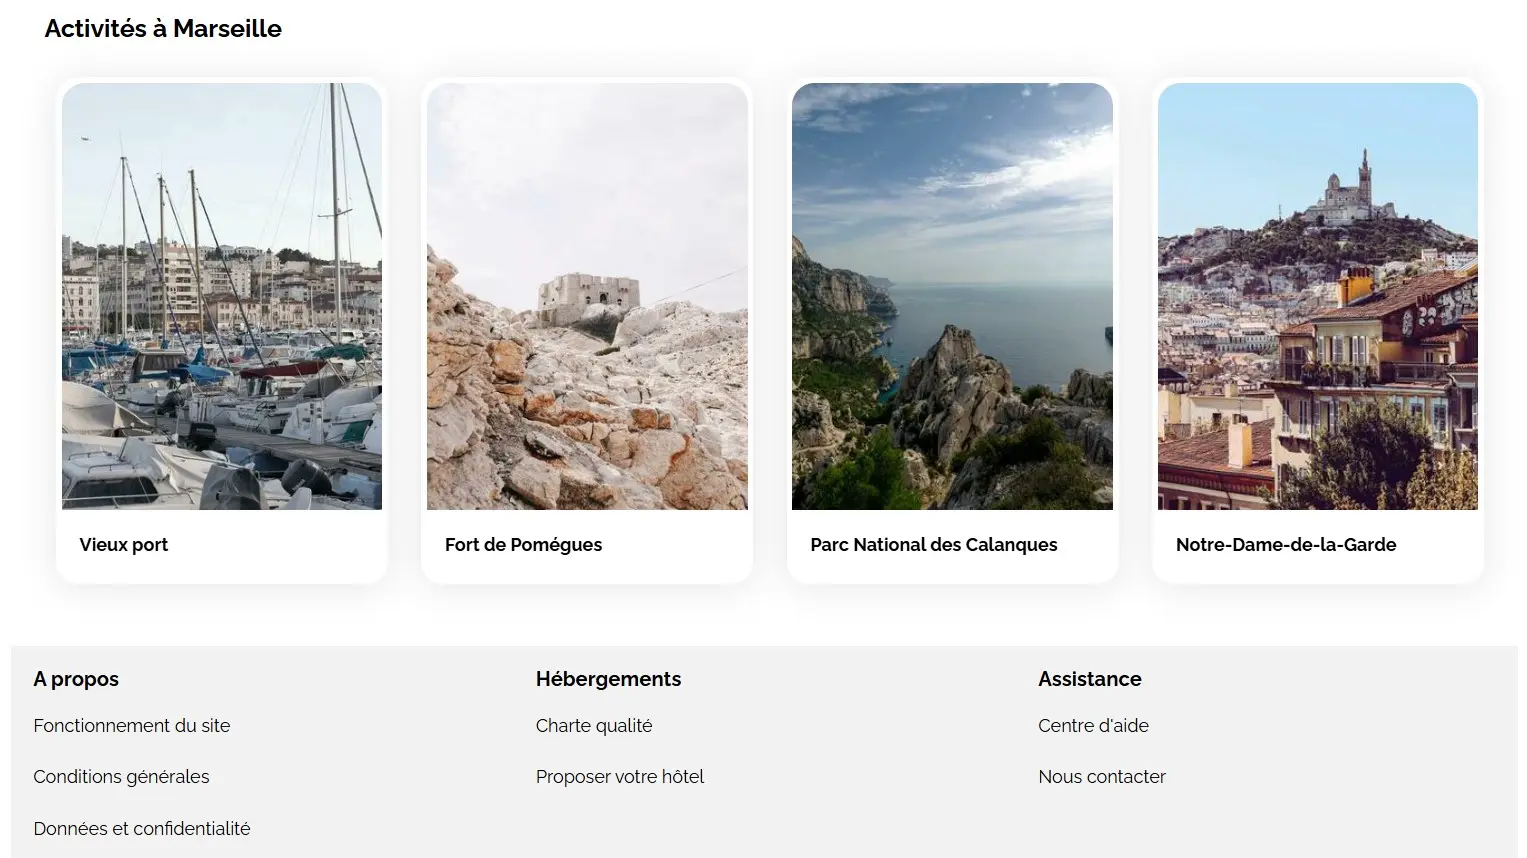 Activités à Marseille
Vieux port
Fort de Pomégues
Parc National des Calanques
Notre-Dame-de-la-Garde
A propos
Fonctionnement du site
Conditions générales
Données et confidentialité
Hébergements
Charte qualité
Proposer votre hôtel
Assistance
Centre d'aide
Nous contacter